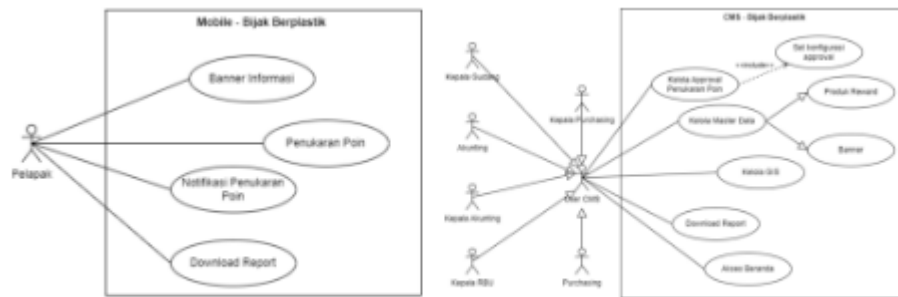 Mobile - Bijak Berplastik
Banner Informasi
Penukaran Poin
Pelapak
Notifikasi Penukaran
Poin
Download Report
CMS - Bijak Berplastik
Kepala Gudang
Set konfigurasi
approval
<<include>>
Kelola Approval
Penukaran Poin
Produk Reward
Kepala Purchasing
Kelola Master Data
Akunting
Banner
Kelola GIS
User CMS
Kepala Akunting
Download Report
Kepala RBU
Purchasing
Akses Beranda